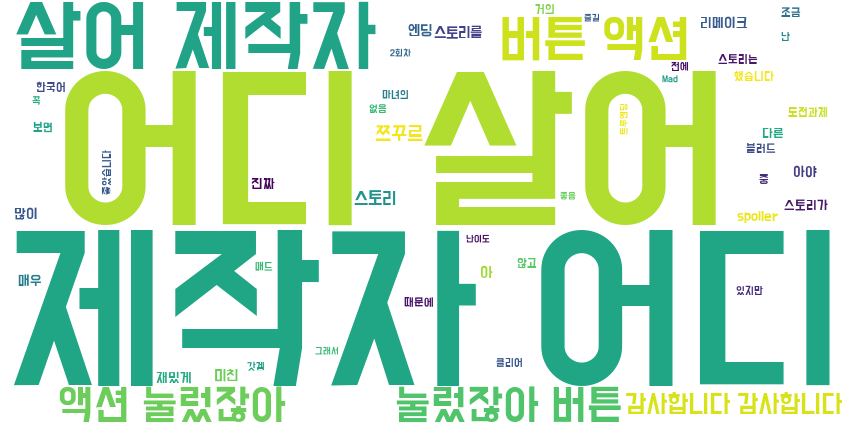 살어 제작자
엔딩
스토리를
거의
즐길
버튼 액션
리메이크
조금
난
2회차
전에
스토리는
Mad
했습니다
한국어
꼭
보면
어디 살어
마녀의
없음
쯔꾸르
도전과제
다른
블러드
좋았습니다
진짜
스토리
좋음
중
아야
스토리가
spoiler
많이
제작자 어디
난이도
매우
매드
아
않고
때문에
있지만
그래서
클리어
재밌게
미친
갓겜
액션 눌렀잖아
눌렀잖아 버튼
감사합니다 감사합니다